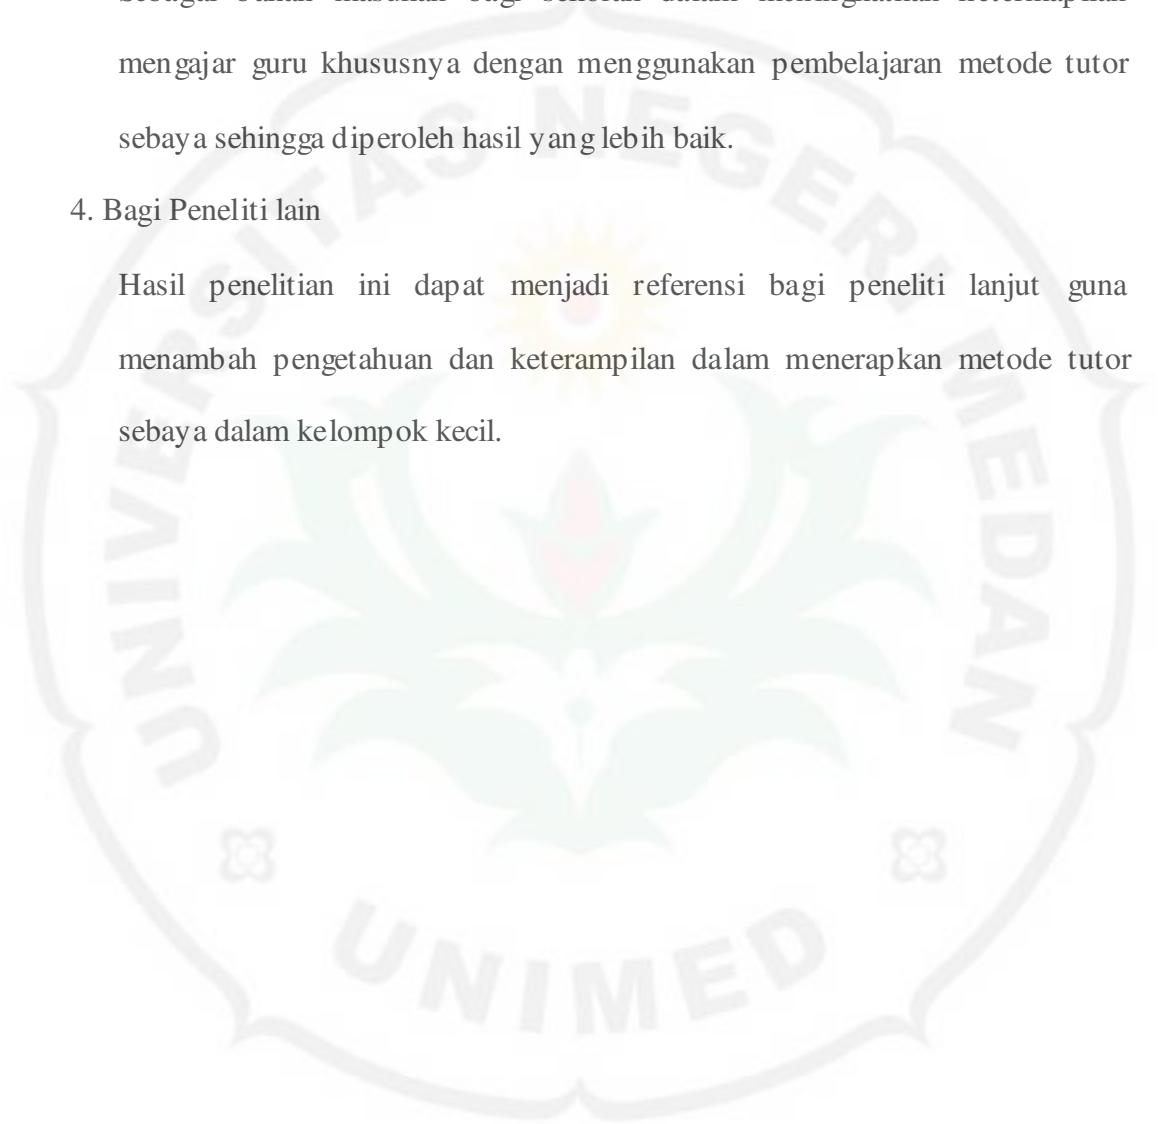 mengajar guru khususnya dengan menggunakan pembelajaran metode tutor
sebaya sehingga diperoleh hasil yang lebih baik.
4. Bagi Peneliti lain
Hasil penelitian ini dapat menjadi referensi bagi peneliti lanjut guna
menambah pengetahuan dan keterampilan dalam menerapkan metode tutor
sebaya dalam kelompok kecil.
UNIVERSITAS NEGERI MEDAN
UNIMED